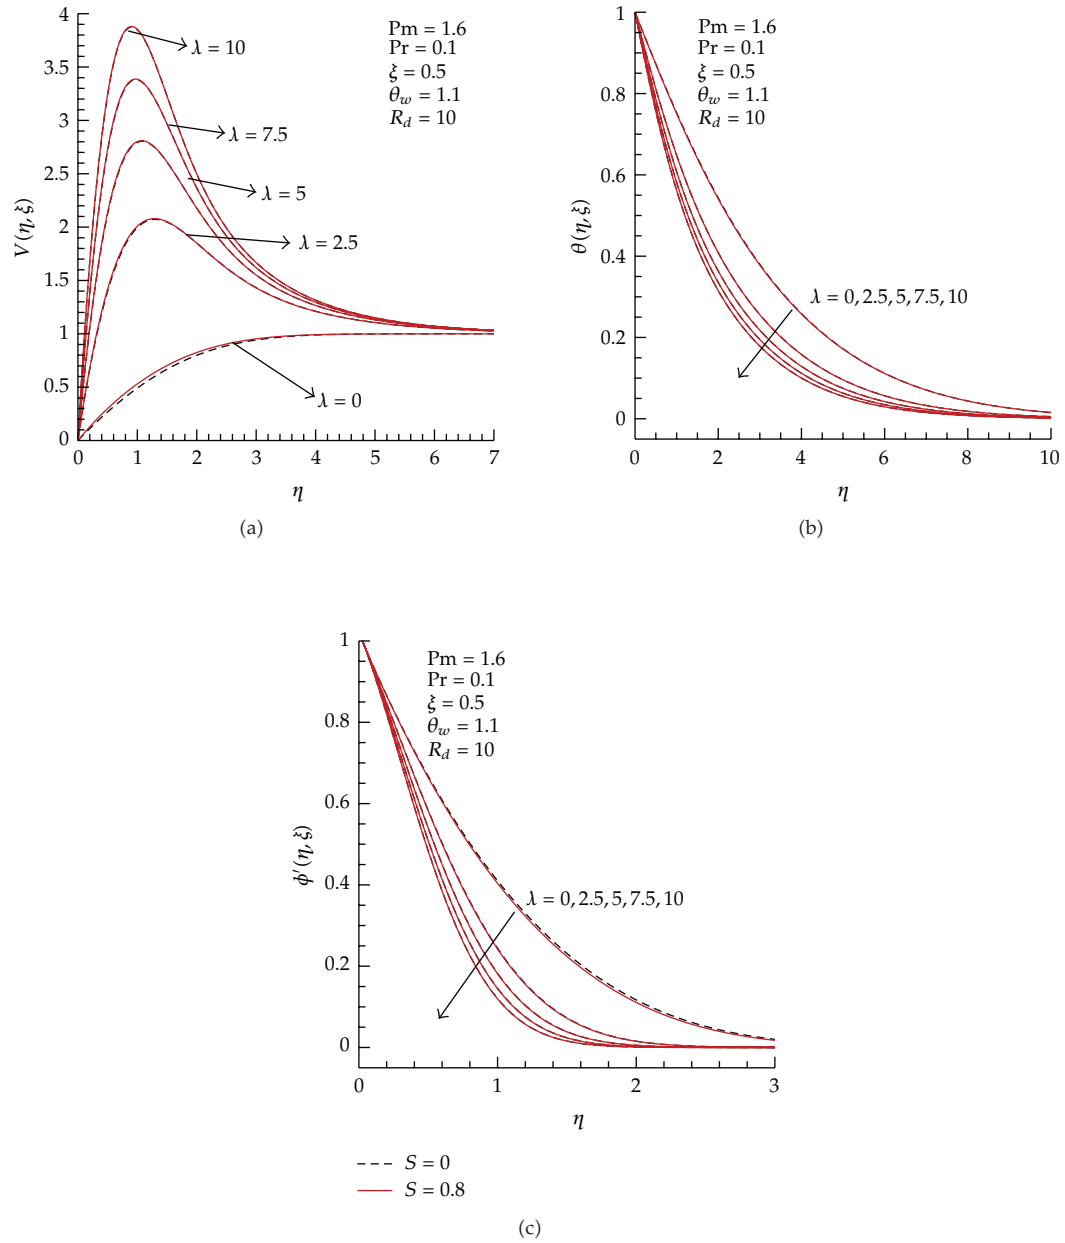 4
3.5
3
2.5
2
1.5
1
0.5
0
V(η, ξ)
λ = 10
λ = 7.5
λ = 5
λ = 2.5
λ = 0
Pm = 1.6
Pr = 0.1
ξ = 0.5
θw = 1.1
Rd = 10
0 1 2 3 4 5 6 7
η
(a)
1
0.8
0.6
0.4
0.2
0
θ(η, ξ)
Pm = 1.6
Pr = 0.1
ξ = 0.5
θw = 1.1
Rd = 10
λ = 0, 2.5, 5, 7.5, 10
0 2 4 6 8 10
η
(b)
1
0.8
0.6
0.4
0.2
0
ϕ′(η, ξ)
Pm = 1.6
Pr = 0.1
ξ = 0.5
θw = 1.1
Rd = 10
λ = 0, 2.5, 5, 7.5, 10
0 1 2 3
η
S = 0
S = 0.8
(c)